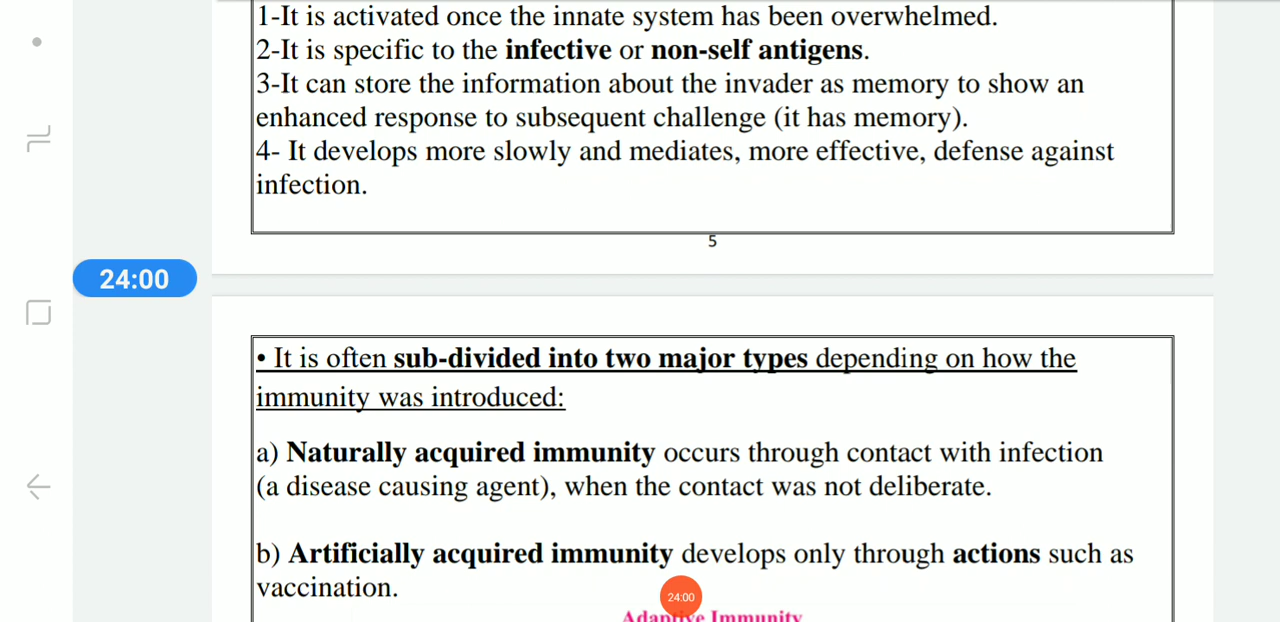 1-It is activated once the innate system has been overwhelmed.
2-It is specific to the infective or non-self antigens.
3-It can store the information about the invader as memory to show an
enhanced response to subsequent challenge (it has memory).
4- It develops more slowly and mediates, more effective, defense against
infection.
5
24:00
• It is often sub-divided into two major types depending on how the
immunity was introduced:
a) Naturally acquired immunity occurs through contact with infection
(a disease causing agent), when the contact was not deliberate.
b) Artificially acquired immunity develops only through actions such as
vaccination.
24:00
Adaptive Immunity